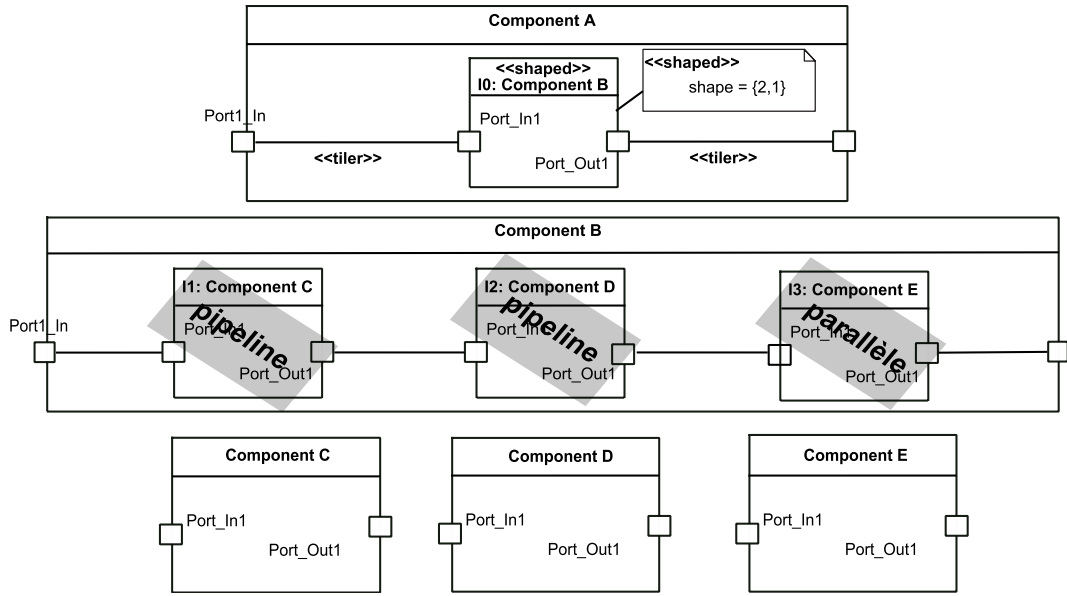 Component A
<<shaped>>
I0: Component B
<<shaped>>
shape = {2,1}
Port1_In
Port_In1
Port_Out1
<<tiler>>
<<tiler>>
Component B
I1: Component C
I2: Component D
I3: Component E
Port1_In
Port_In1
pipeline
Port_Out1
Port_In1
pipeline
Port_Out1
Port_In1
parallèle
Port_Out1
Component C
Component D
Component E
Port_In1
Port_Out1
Port_In1
Port_Out1
Port_In1
Port_Out1